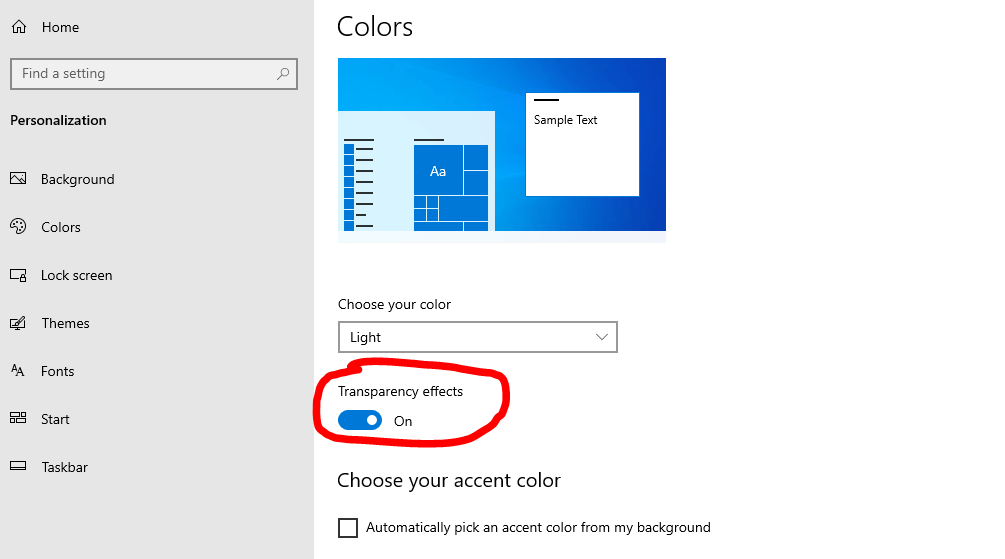 Home
Find a setting
Personalization
Background
Colors
Lock screen
Themes
Fonts
Start
Taskbar
Colors
Sample Text
Aa
Choose your color
Light
Transparency effects
On
Choose your accent color
Automatically pick an accent color from my background